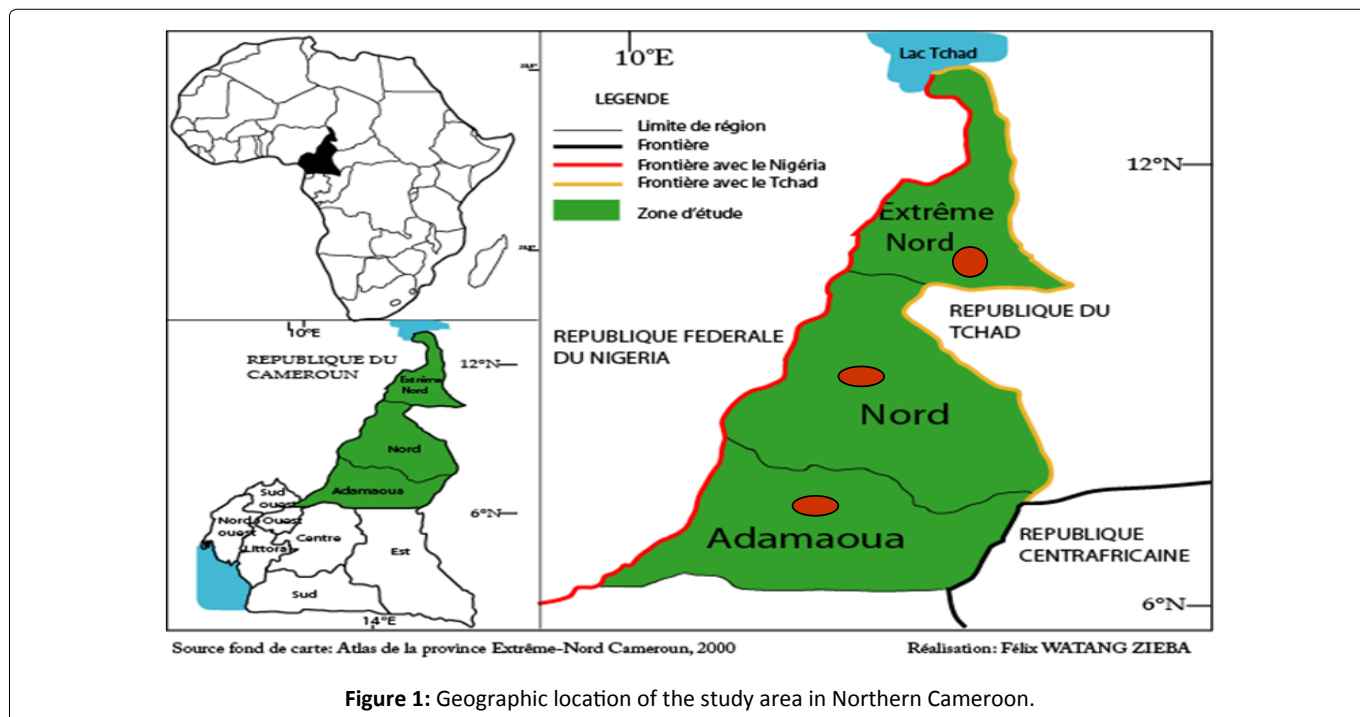 10°E
REPUBLIQUE DU
CAMEROUN
12°N
Extrême
Nord
Nord
Adamaoua
6°N
Sud
ouest
Nord
ouest
Ouest
Littoral
Centre
Est
Sud
14°E
10°E
Lac Tchad
LEGENDE
Limite de région
Frontière
Frontière avec le Nigéria
Frontière avec le Tchad
Zone d'étude
12°N
Extrême
Nord
REPUBLIQUE DU
TCHAD
REPUBLIQUE FEDERALE
DU NIGERIA
Nord
Adamaoua
REPUBLIQUE
CENTRAFRICAINE
6°N
Source fond de carte: Atlas de la province Extrême-Nord Cameroun, 2000
Réalisation: Félix WATANG ZIEBA
Figure 1: Geographic location of the study area in Northern Cameroon.